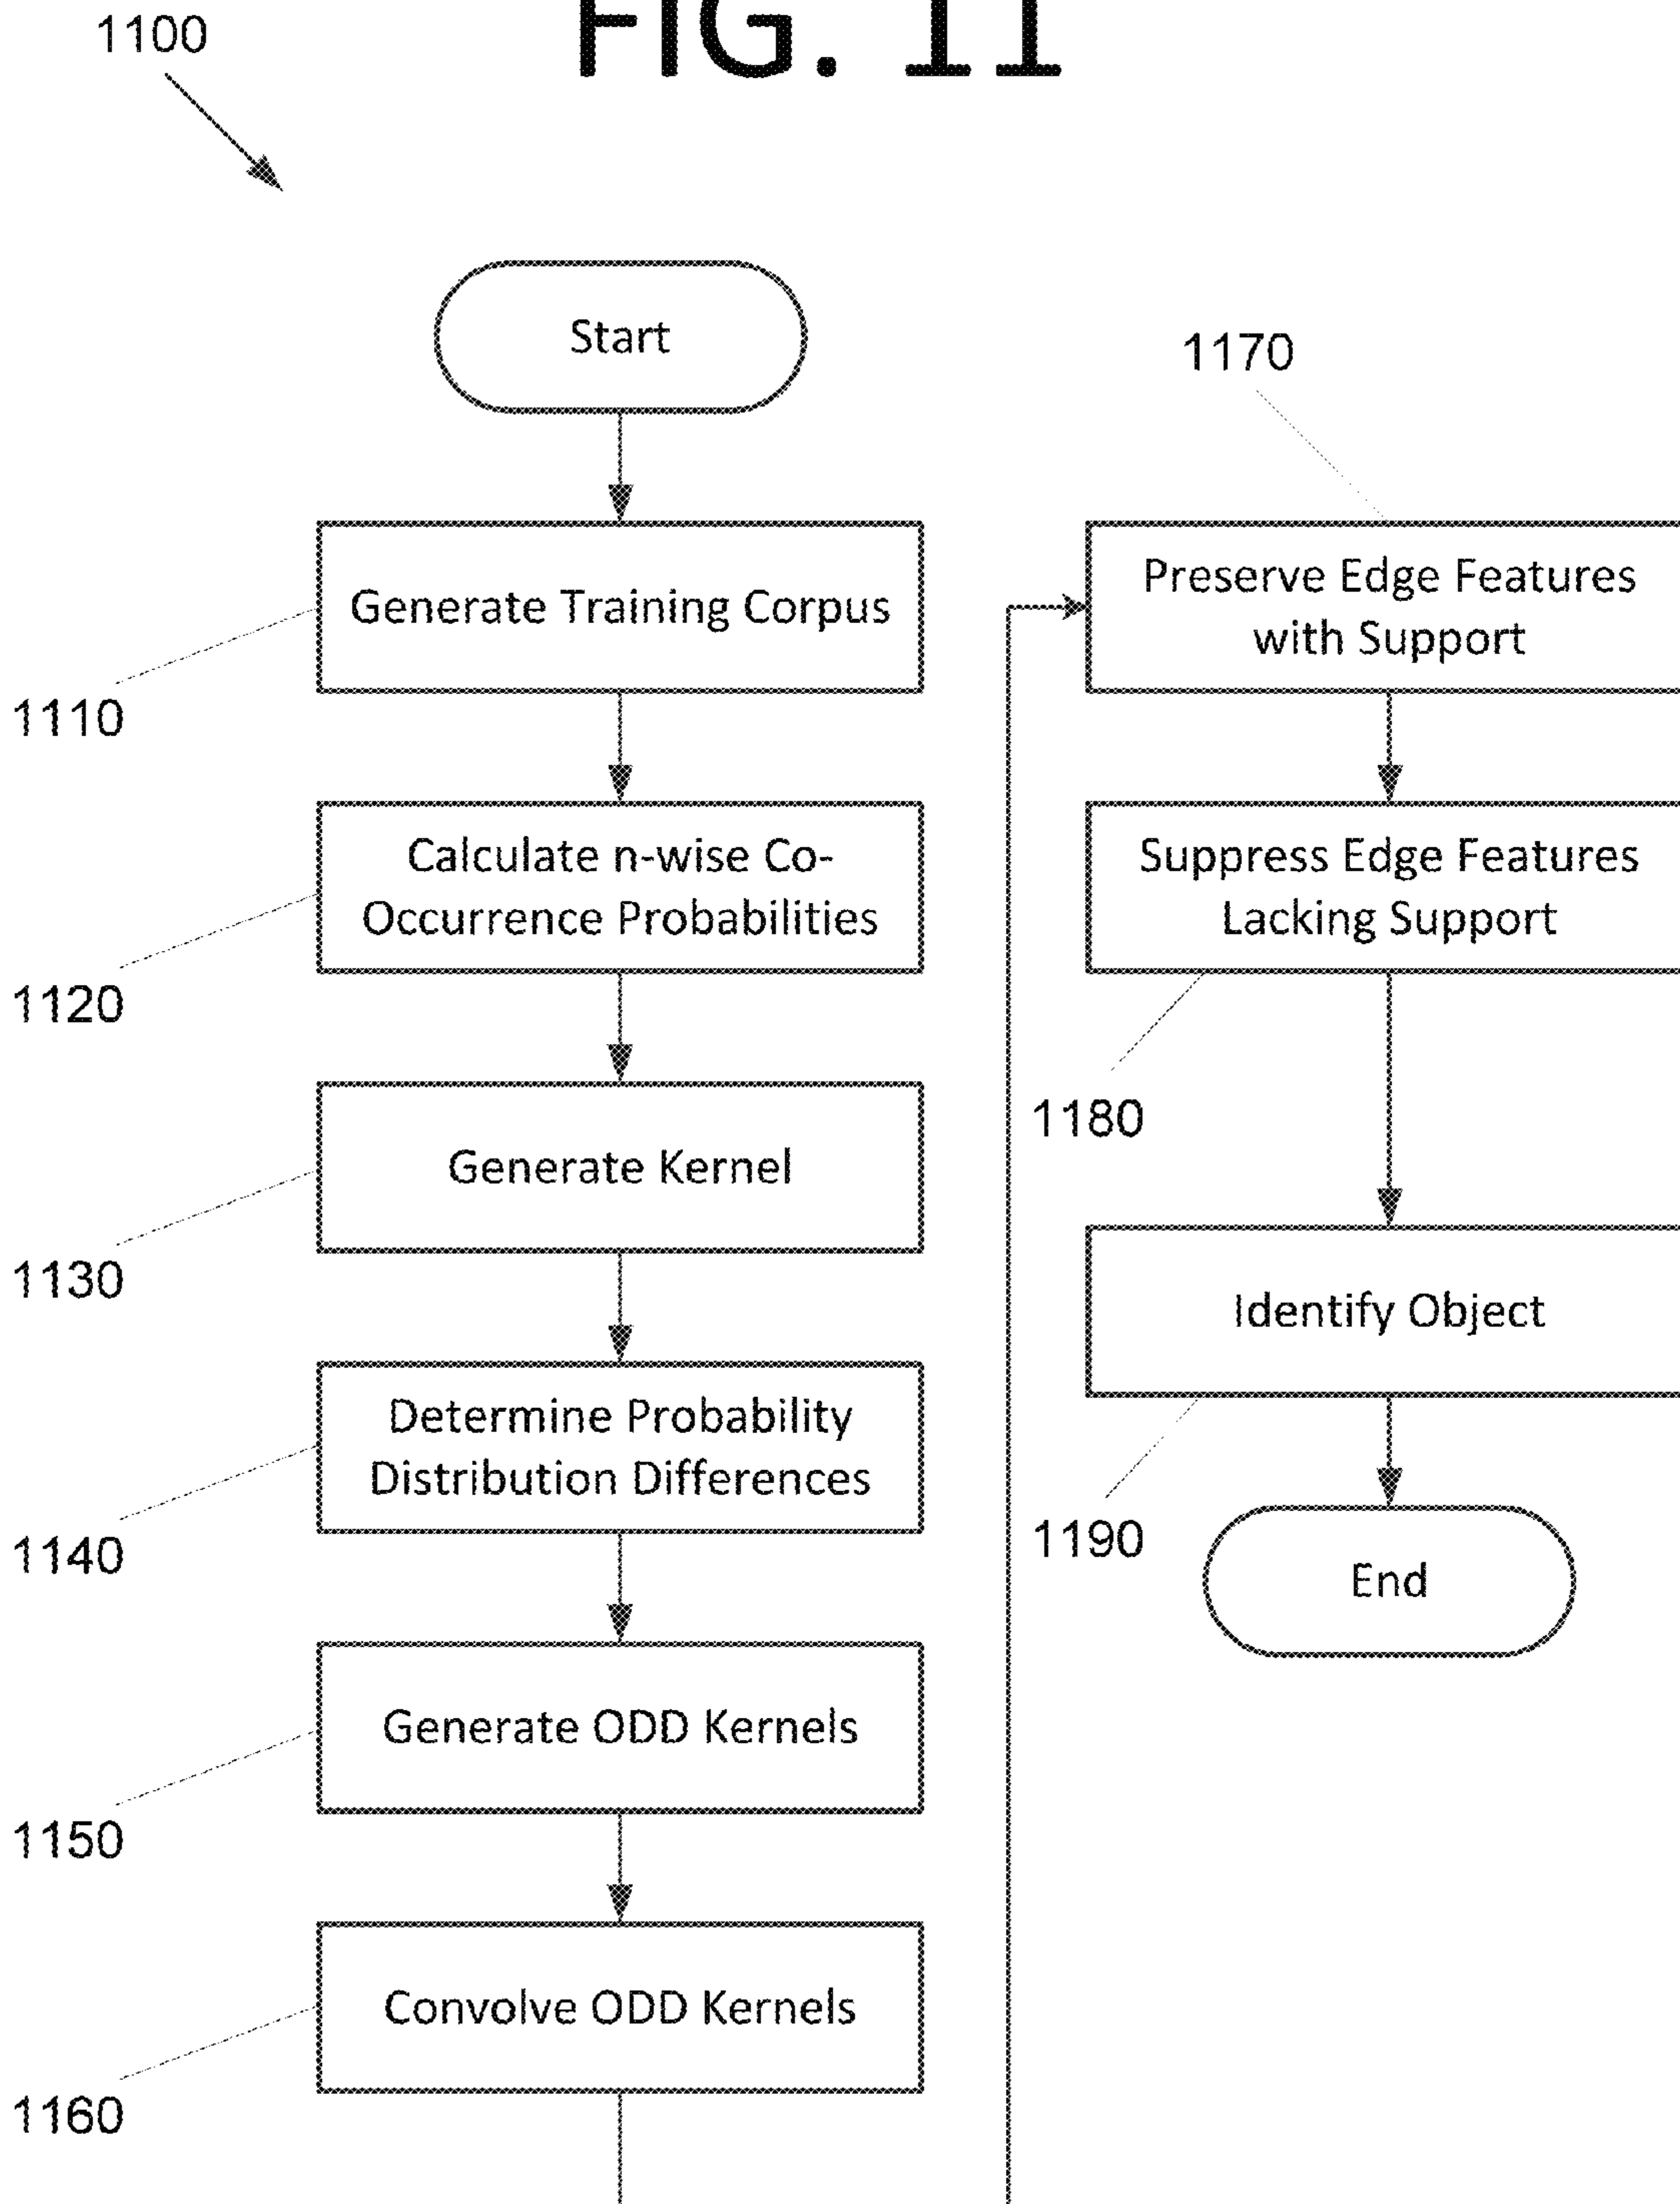 FIG. 11
1100
Start
Generate Training Corpus
1110
Calculate n-wise Co-
Occurrence Probabilities
1120
Generate Kernel
1130
Determine Probability
Distribution Differences
1140
Generate ODD Kernels
1150
Convolve ODD Kernels
1160
1170
Preserve Edge Features
with Support
Suppress Edge Features
Lacking Support
1180
Identify Object
1190
End